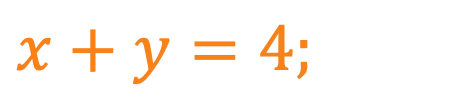 x + y = 4;